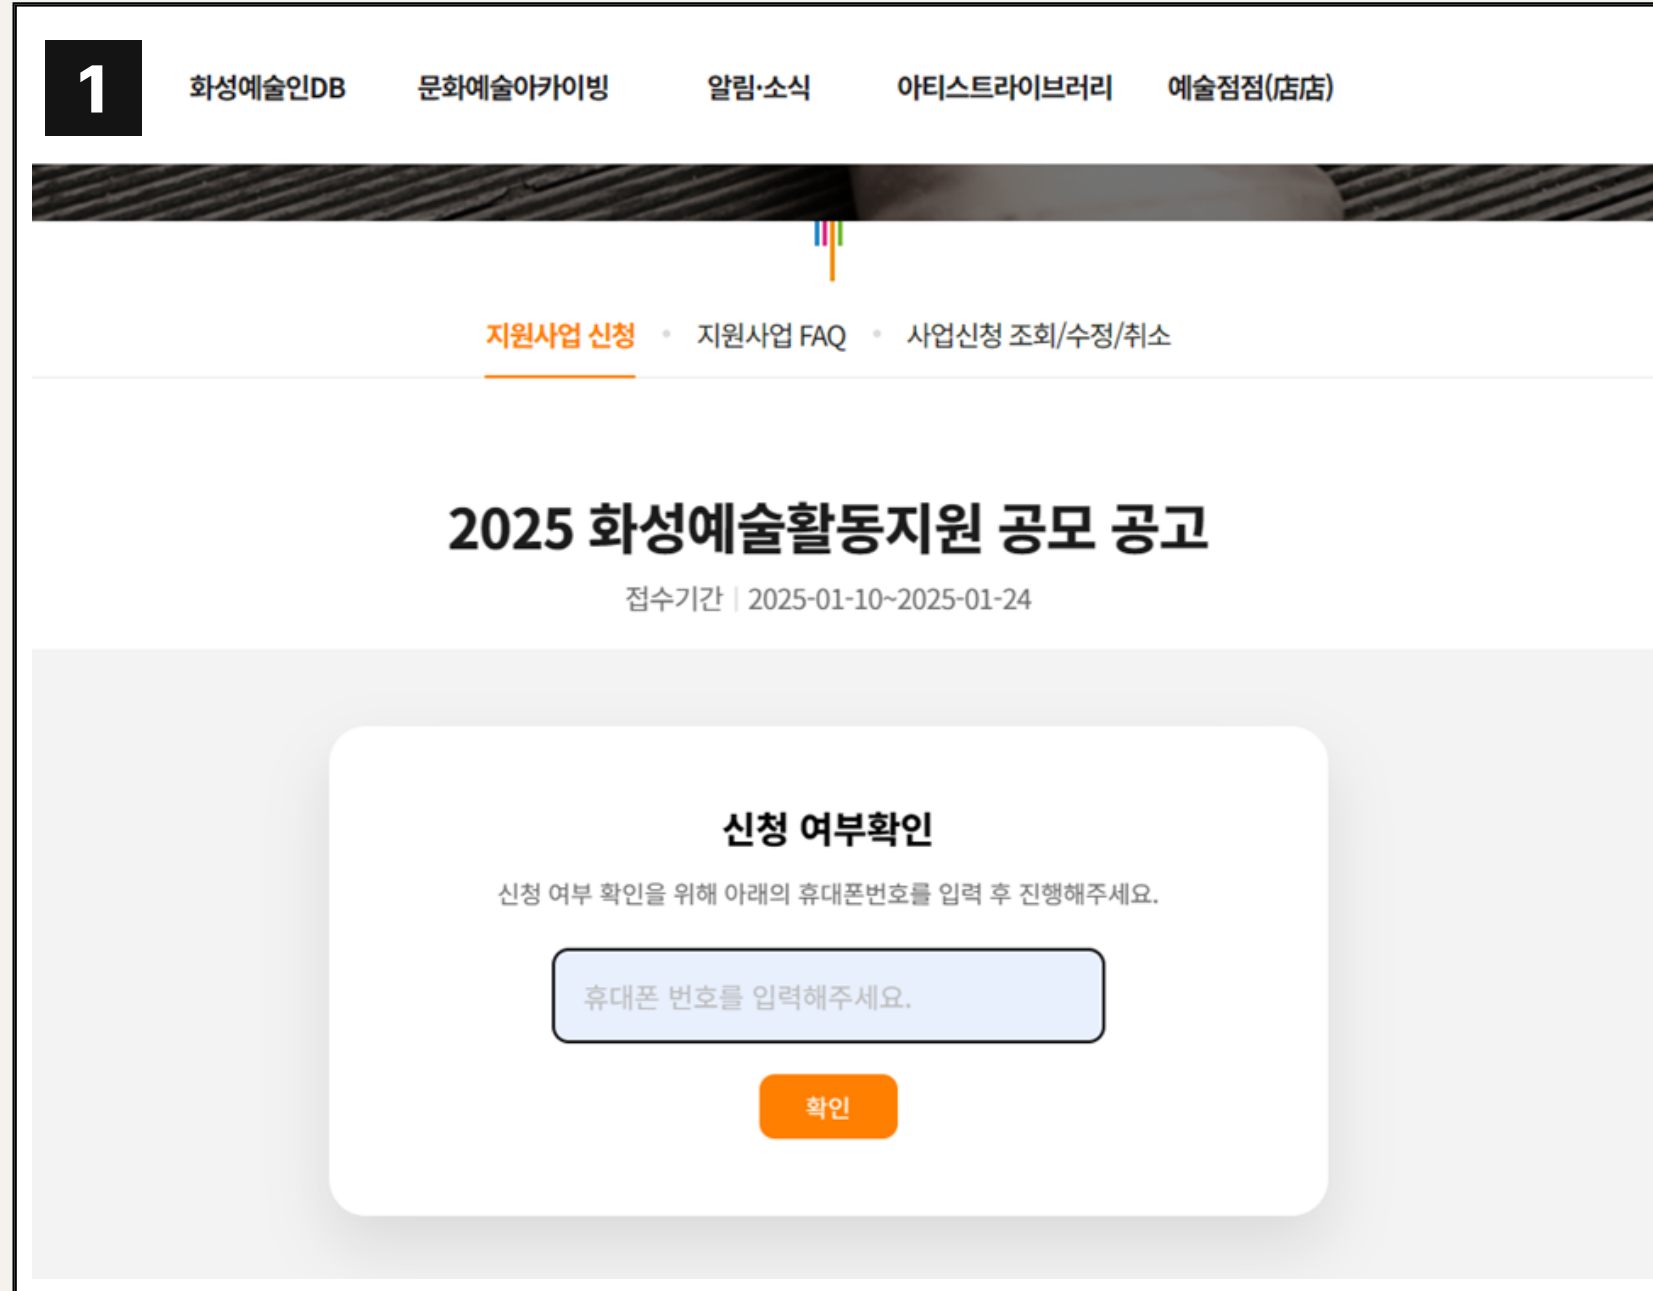 1
화성예술인DB 문화예술아카이빙 알림·소식 아티스트라이브러리 예술점점(店店)
지원사업 신청 • 지원사업 FAQ • 사업신청 조회/수정/취소
2025 화성예술활동지원 공모 공고
접수기간 | 2025-01-10~2025-01-24
신청 여부확인
신청 여부 확인을 위해 아래의 휴대폰번호를 입력 후 진행해주세요.
휴대폰 번호를 입력해주세요.
확인